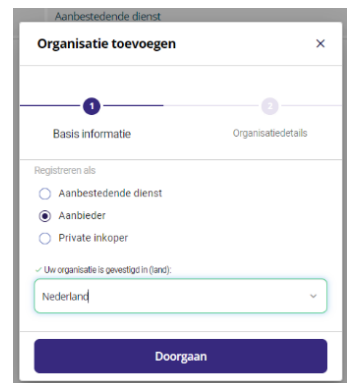 Aanbestedende dienst
Organisatie toevoegen
1
2
Basis informatie
Organisatiedetails
Registreren als
Aanbestedende dienst
Aanbieder
Private inkoper
Uw organisatie is gevestigd in (land):
Nederland
Doorgaan